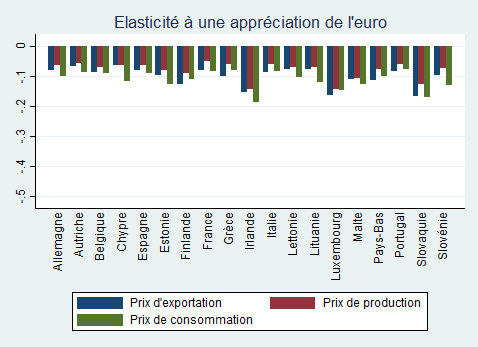 Elasticité à une appréciation de l'euro
0
-.1
-.2
-.3
-.4
-.5
Allemagne
Autriche
Belgique
Chypre
Espagne
Estonie
Finlande
France
Grèce
Irlande
Italie
Lettonie
Lituanie
Luxembourg
Malte
Pays-Bas
Portugal
Slovaquie
Slovénie
Prix d'exportation
Prix de production
Prix de consommation